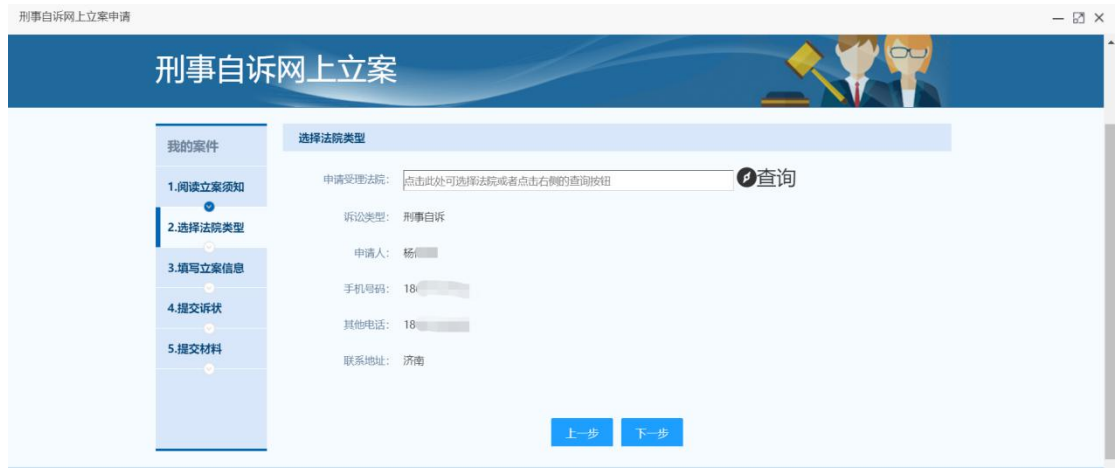 刑事自诉网上立案申请
刑事自诉网上立案
我的案件
1.阅读立案须知
2.选择法院类型
3.填写立案信息
4.提交诉状
5.提交材料
选择法院类型
申请受理法院: 点击此处可选择法院或者点击右侧的查询按钮 查询
诉讼类型: 刑事自诉
申请人: 杨
手机号码: 18
其他电话: 18
联系地址: 济南
上一步 下一步